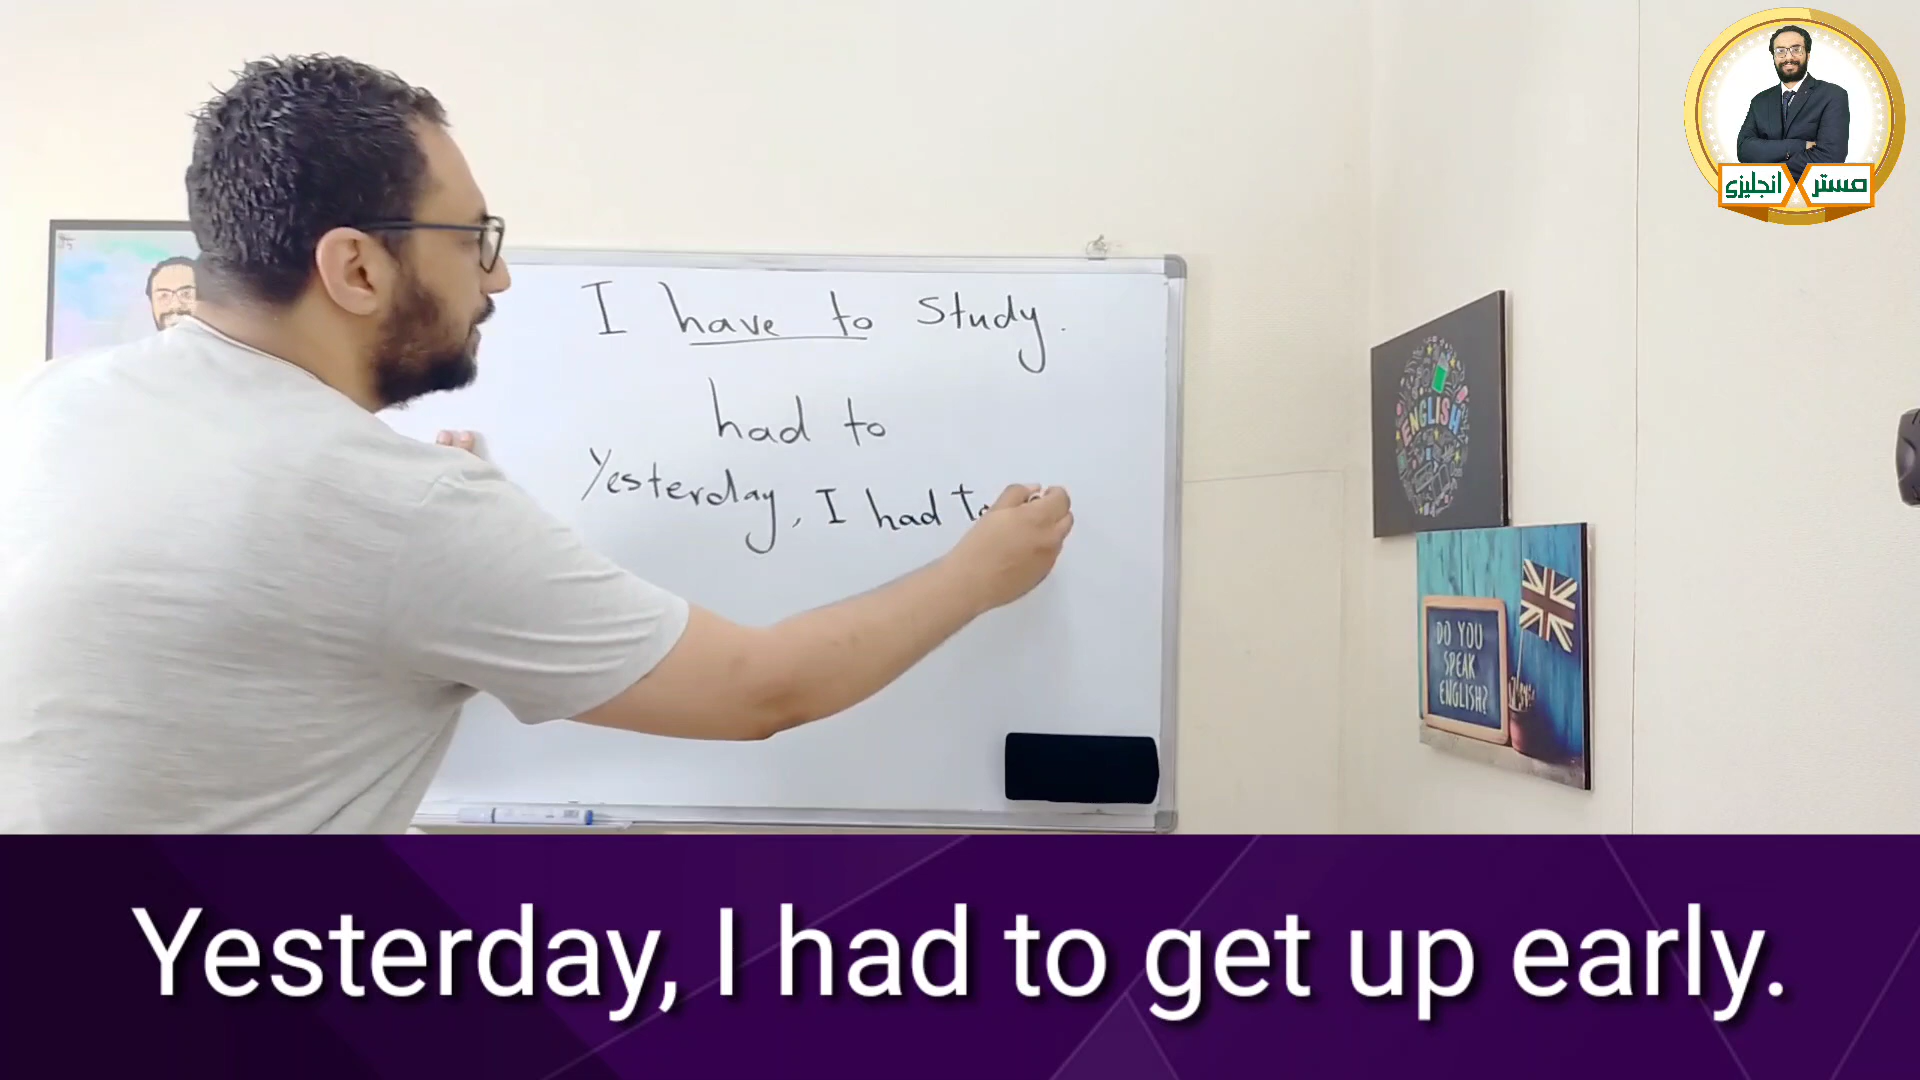 مستر X انجليزي
I have to study.
had to
Yesterday, I had to
ENGLISH
DO YOU
SPEAK
ENGLISH?
Yesterday, I had to get up early.